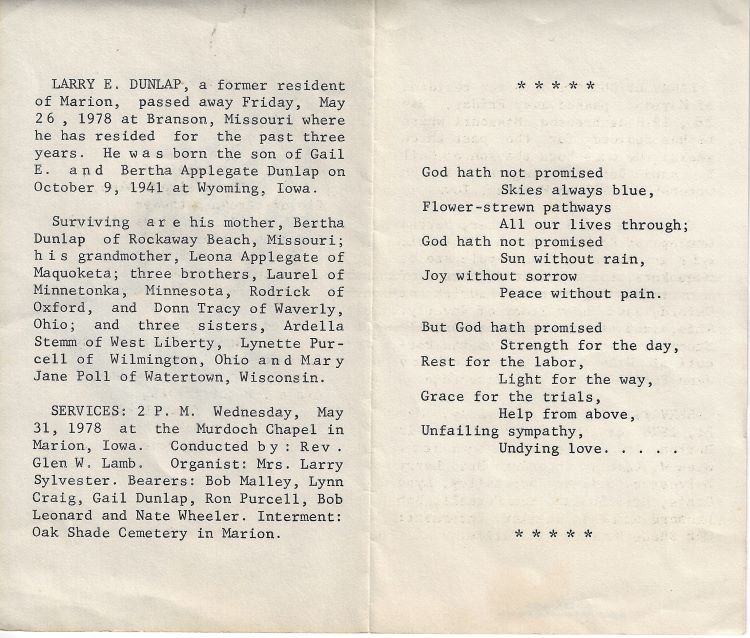 LARRY E. DUNLAP, a former resident
of Marion, passed away Friday, May
26, 1978 at Branson, Missouri where
he has resided for the past three
years. He was born the son of Gail
E. and Bertha Applegate Dunlap on
October 9, 1941 at Wyoming, Iowa.
Surviving are his mother, Bertha
Dunlap of Rockaway Beach, Missouri;
his grandmother, Leona Applegate of
Maquoketa; three brothers, Laurel of
Minnetonka, Minnesota, Rodrick of
Oxford, and Donn Tracy of Waverly,
Ohio; and three sisters, Ardella
Stemm of West Liberty, Lynette Pur-
cell of Wilmington, Ohio and Mary
Jane Poll of Watertown, Wisconsin.
SERVICES: 2 P. M. Wednesday, May
31, 1978 at the Murdoch Chapel in
Marion, Iowa. Conducted by: Rev.
Glen W. Lamb. Organist: Mrs. Larry
Sylvester. Bearers: Bob Malley, Lynn
Craig, Gail Dunlap, Ron Purcell, Bob
Leonard and Nate Wheeler. Interment:
Oak Shade Cemetery in Marion.
* * * * *
God hath not promised
Skies always blue,
Flower-strewn pathways
All our lives through;
God hath not promised
Sun without rain,
Joy without sorrow
Peace without pain.
But God hath promised
Strength for the day,
Rest for the labor,
Light for the way,
Grace for the trials,
Help from above,
Unfailing sympathy,
Undying love. . . . .
* * * * *